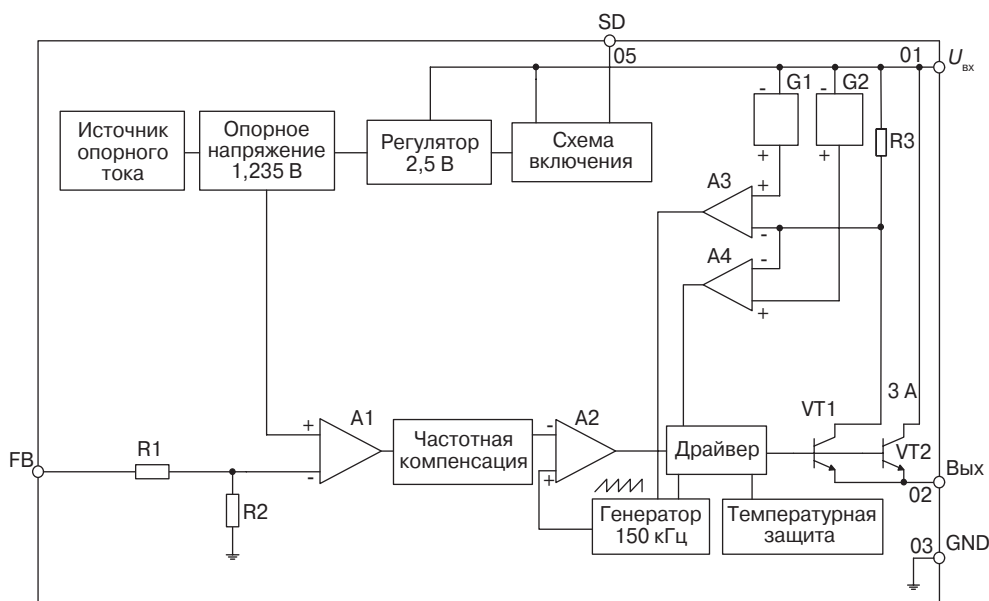 SD
05
01
Uвх
G1
G2
-
-
+
+
Источник
опорного
тока
Опорное
напряжение
1,235 В
Регулятор
2,5 В
Схема
включения
R3
A3
+
-
A4
-
+
3 А
VT1
VT2
A1
+
-
Частотная
компенсация
A2
-
+
Драйвер
FB
R1
R2
Генератор
150 кГц
Температурная
защита
Вых
02
03
GND